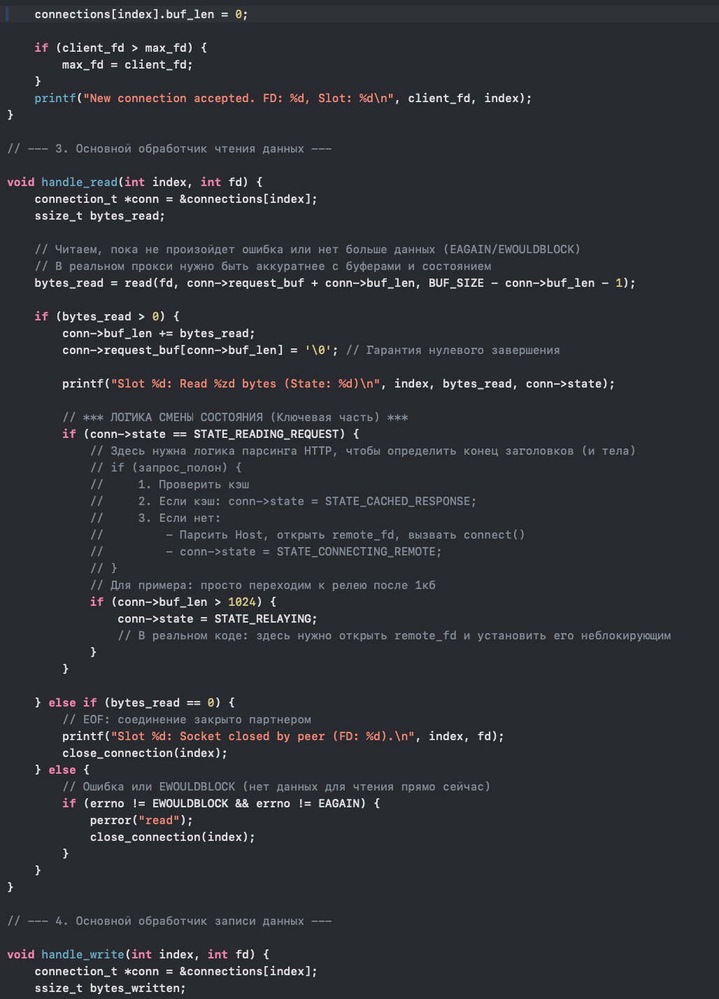 connections[index].buf_len = 0;

    if (client_fd > max_fd) {
        max_fd = client_fd;
    }
    printf("New connection accepted. FD: %d, Slot: %d\n", client_fd, index);
}

// --- 3. Основной обработчик чтения данных ---

void handle_read(int index, int fd) {
    connection_t *conn = &connections[index];
    ssize_t bytes_read;

    // Читаем, пока не произойдет ошибка или нет больше данных (EAGAIN/EWOULDBLOCK)
    // В реальном прокси нужно быть аккуратнее с буферами и состоянием
    bytes_read = read(fd, conn->request_buf + conn->buf_len, BUF_SIZE - conn->buf_len - 1);

    if (bytes_read > 0) {
        conn->buf_len += bytes_read;
        conn->request_buf[conn->buf_len] = '\0'; // Гарантия нулевого завершения

        printf("Slot %d: Read %zd bytes (State: %d)\n", index, bytes_read, conn->state);

        // *** ЛОГИКА СМЕНЫ СОСТОЯНИЯ (Ключевая часть) ***
        if (conn->state == STATE_READING_REQUEST) {
            // Здесь нужна логика парсинга HTTP, чтобы определить конец заголовков (и тела)
            // if (запрос_полон) {
            //     1. Проверить кэш
            //     2. Если кэш: conn->state = STATE_CACHED_RESPONSE;
            //     3. Если нет:
            //         - Парсить Host, открыть remote_fd, вызвать connect()
            //         - conn->state = STATE_CONNECTING_REMOTE;
            // }
            // Для примера: просто переходим к релею после 1кб
            if (conn->buf_len > 1024) {
                conn->state = STATE_RELAYING;
                // В реальном коде: здесь нужно открыть remote_fd и установить его неблокирующим
            }
        }

    } else if (bytes_read == 0) {
        // EOF: соединение закрыто партнером
        printf("Slot %d: Socket closed by peer (FD: %d).\n", index, fd);
        close_connection(index);
    } else {
        // Ошибка или EWOULDBLOCK (нет данных для чтения прямо сейчас)
        if (errno != EWOULDBLOCK && errno != EAGAIN) {
            perror("read");
            close_connection(index);
        }
    }
}

// --- 4. Основной обработчик записи данных ---

void handle_write(int index, int fd) {
    connection_t *conn = &connections[index];
    ssize_t bytes_written;